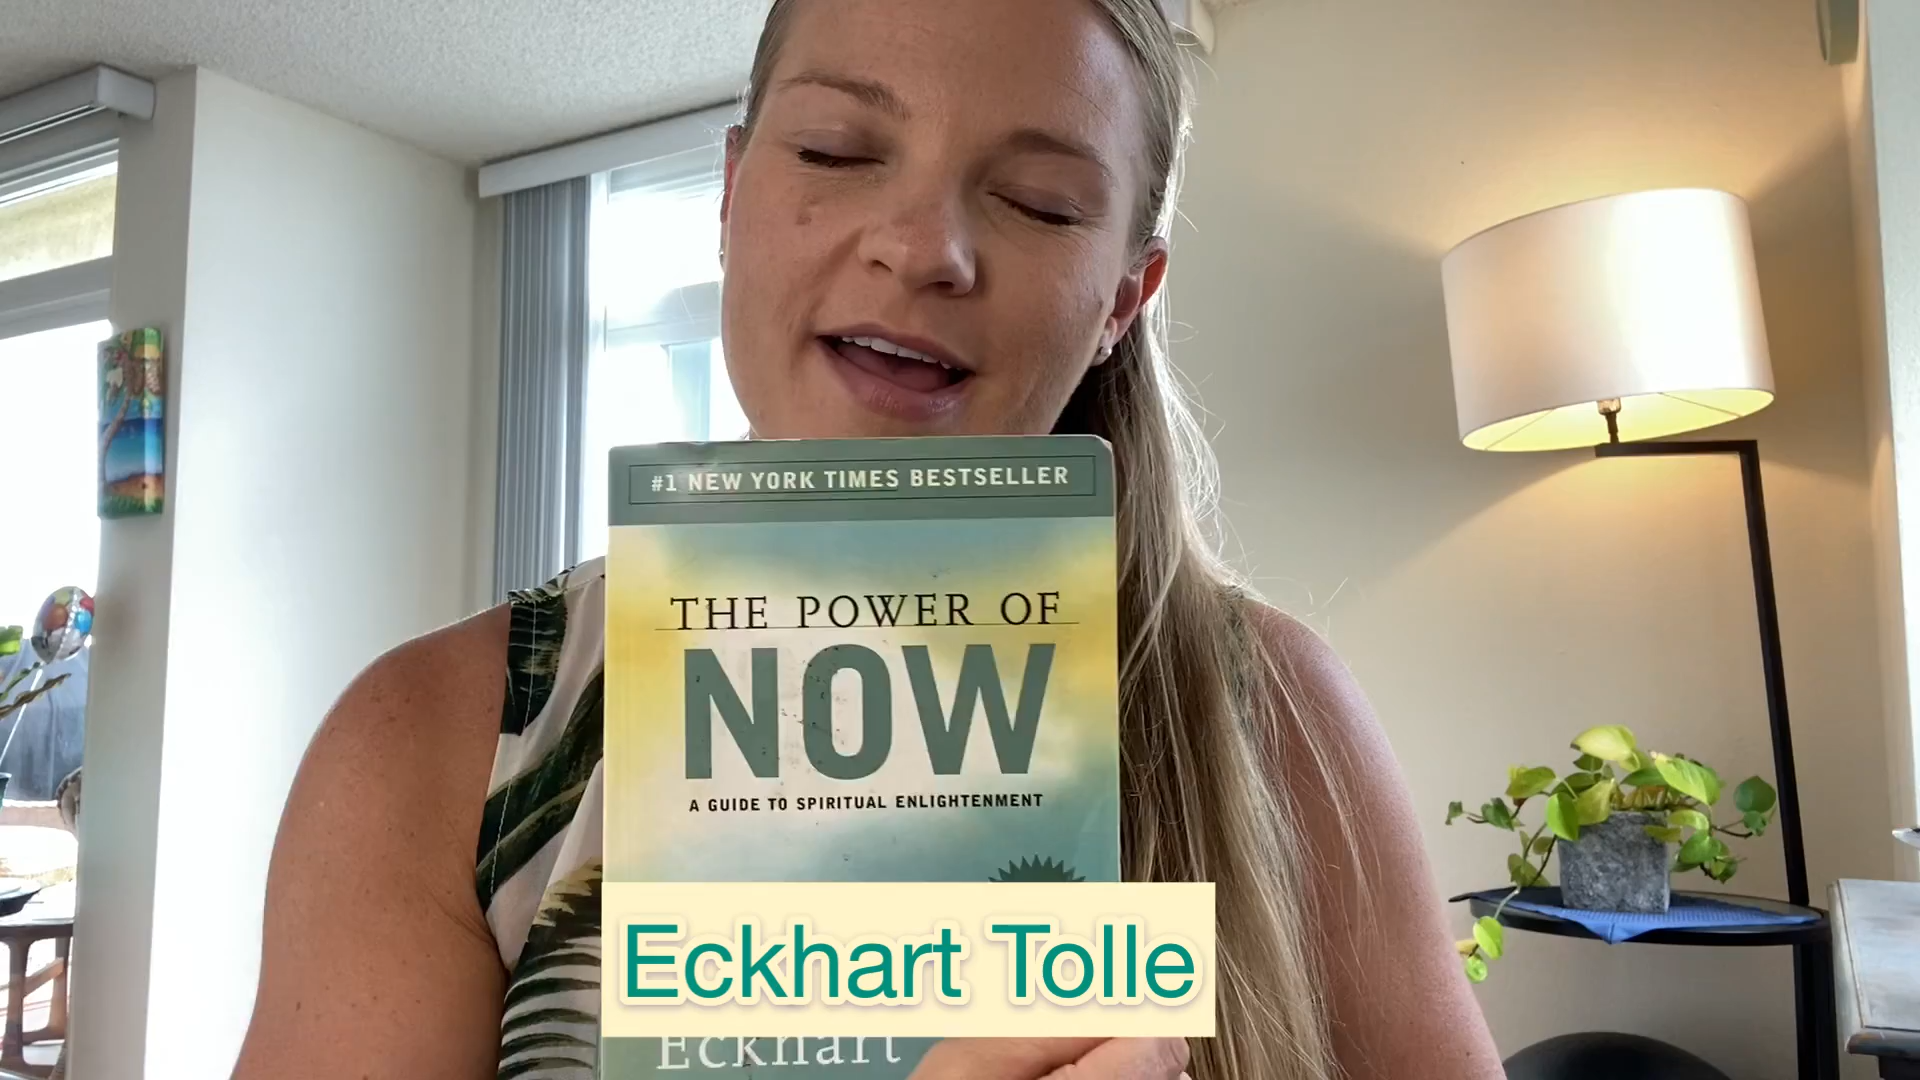 #1 NEW YORK TIMES BESTSELLER
THE POWER OF
NOW
A GUIDE TO SPIRITUAL ENLIGHTENMENT
Eckhart Tolle
Eckhart